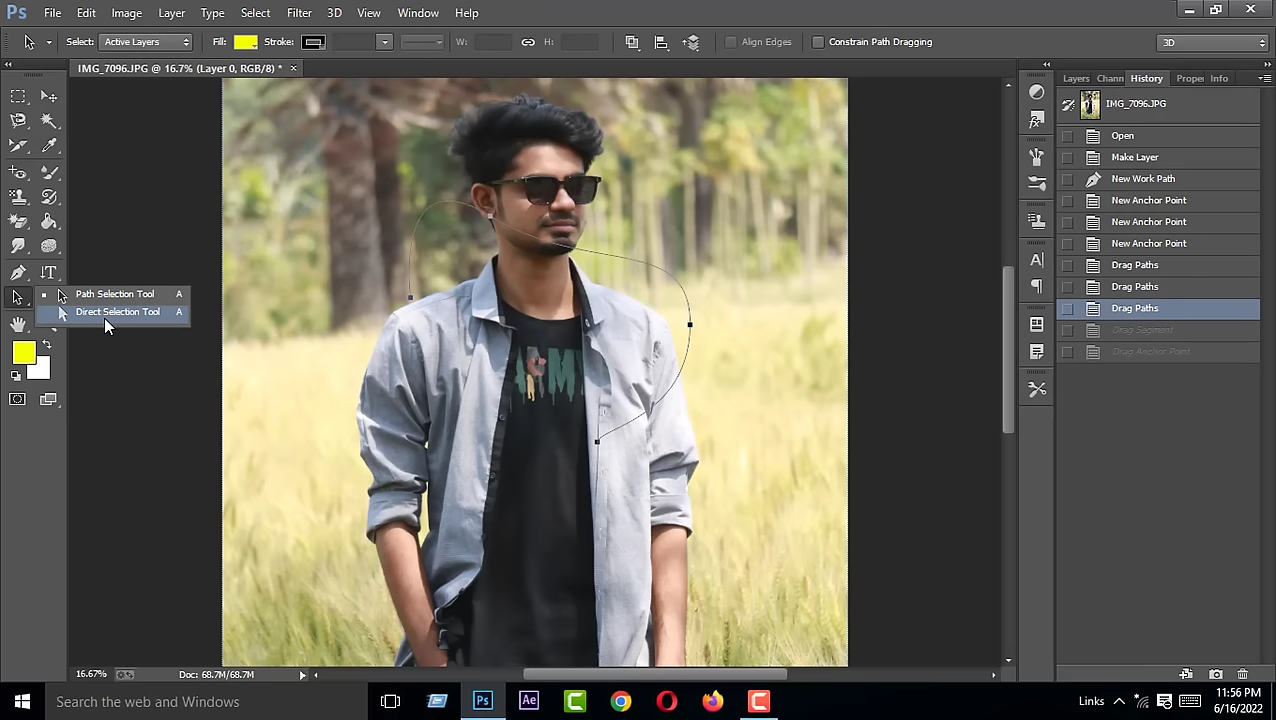 Ps File Edit Image Layer Type Select Filter 3D View Window Help
Select: Active Layers Fill: Stroke: W: H: Align Edges Constrain Path Dragging 3D
IMG_7096.JPG @ 16.7% (Layer 0, RGB/8) *
Layers Chann History Proper Info
IMG_7096.JPG
Open
Make Layer
New Work Path
New Anchor Point
New Anchor Point
New Anchor Point
Drag Paths
Drag Paths
Drag Paths
Drag Segment
Drag Anchor Point
Path Selection Tool A
Direct Selection Tool A
16.67% Doc: 68.7M/68.7M
Search the web and Windows
Ps Ae C C
Links 11:56 PM
6/16/2022